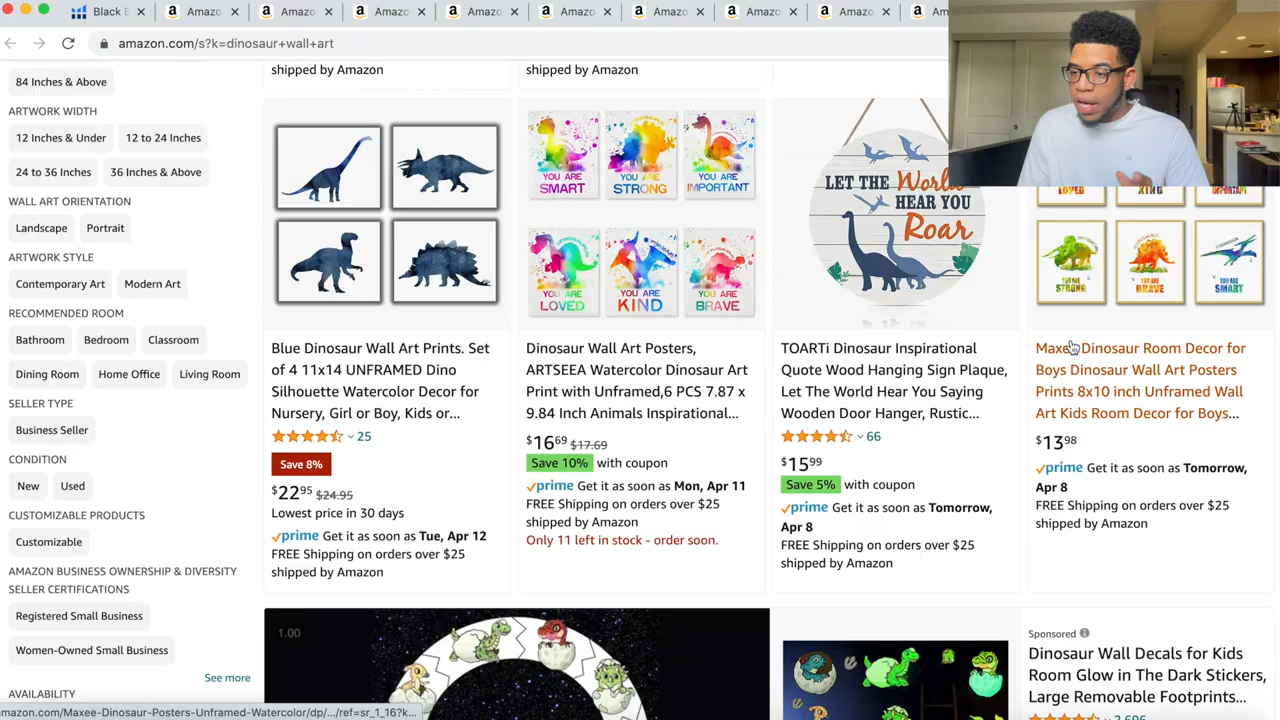 Black E
Amazo
Amazo
Amazo
Amazo
Amazo
Amazo
Amazo
Amazo
Am
amazon.com/s?k=dinosaur+wall+art
84 Inches & Above
ARTWORK WIDTH
12 Inches & Under
12 to 24 Inches
24 to 36 Inches
36 Inches & Above
WALL ART ORIENTATION
Landscape
Portrait
ARTWORK STYLE
Contemporary Art
Modern Art
RECOMMENDED ROOM
Bathroom
Bedroom
Classroom
Dining Room
Home Office
Living Room
SELLER TYPE
Business Seller
CONDITION
New
Used
CUSTOMIZABLE PRODUCTS
Customizable
AMAZON BUSINESS OWNERSHIP & DIVERSITY
SELLER CERTIFICATIONS
Registered Small Business
Women-Owned Small Business
See more
AVAILABILITY
mazon.com/Maxee-Dinosaur-Posters-Unframed-Watercolor/dp/.../ref=sr_1_16?k...
shipped by Amazon
shipped by Amazon
Blue Dinosaur Wall Art Prints. Set
of 4 11x14 UNFRAMED Dino
Silhouette Watercolor Decor for
Nursery, Girl or Boy, Kids or...
25
Save 8%
$22.95 $24.95
Lowest price in 30 days
prime Get it as soon as Tue, Apr 12
FREE Shipping on orders over $25
shipped by Amazon
YOU ARE
SMART
YOU ARE
STRONG
YOU ARE
IMPORTANT
YOU ARE
LOVED
YOU ARE
KIND
YOU ARE
BRAVE
Dinosaur Wall Art Posters,
ARTSEEA Watercolor Dinosaur Art
Print with Unframed,6 PCS 7.87 x
9.84 Inch Animals Inspirational...
$16.69 $17.69
Save 10% with coupon
prime Get it as soon as Mon, Apr 11
FREE Shipping on orders over $25
shipped by Amazon
Only 11 left in stock - order soon.
LET THE World
HEAR YOU
Roar
TOARTi Dinosaur Inspirational
Quote Wood Hanging Sign Plaque,
Let The World Hear You Saying
Wooden Door Hanger, Rustic...
66
$15.99
Save 5% with coupon
prime Get it as soon as Tomorrow,
Apr 8
FREE Shipping on orders over $25
shipped by Amazon
LOVED
KING
IMPORTANT
YOU ARE
STRONG
YOU ARE
BRAVE
YOU ARE
SMART
Maxee Dinosaur Room Decor for
Boys Dinosaur Wall Art Posters
Prints 8x10 inch Unframed Wall
Art Kids Room Decor for Boys...
$13.98
prime Get it as soon as Tomorrow,
Apr 8
FREE Shipping on orders over $25
shipped by Amazon
1.00
Sponsored
Dinosaur Wall Decals for Kids
Room Glow in The Dark Stickers,
Large Removable Footprints...
2,696